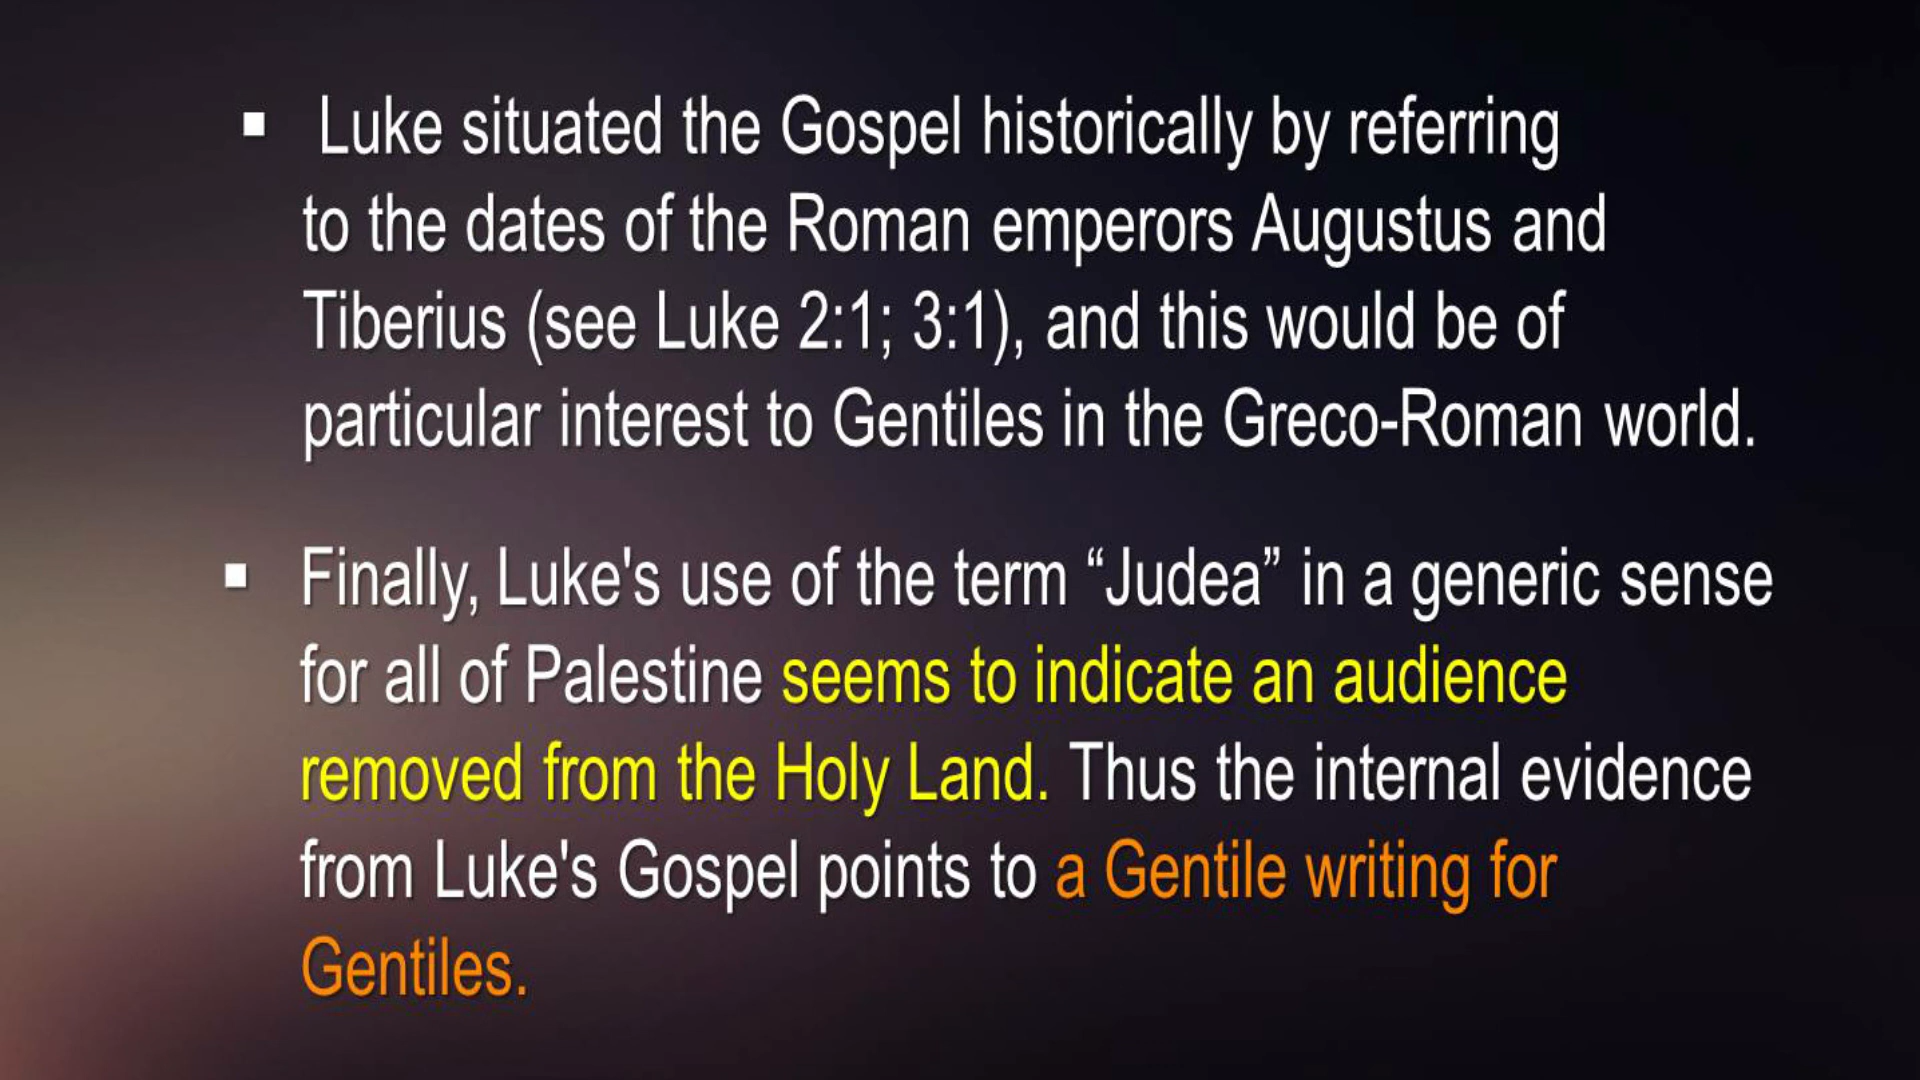 ▪ Luke situated the Gospel historically by referring
to the dates of the Roman emperors Augustus and
Tiberius (see Luke 2:1; 3:1), and this would be of
particular interest to Gentiles in the Greco-Roman world.
▪ Finally, Luke's use of the term “Judea” in a generic sense
for all of Palestine seems to indicate an audience
removed from the Holy Land. Thus the internal evidence
from Luke's Gospel points to a Gentile writing for
Gentiles.